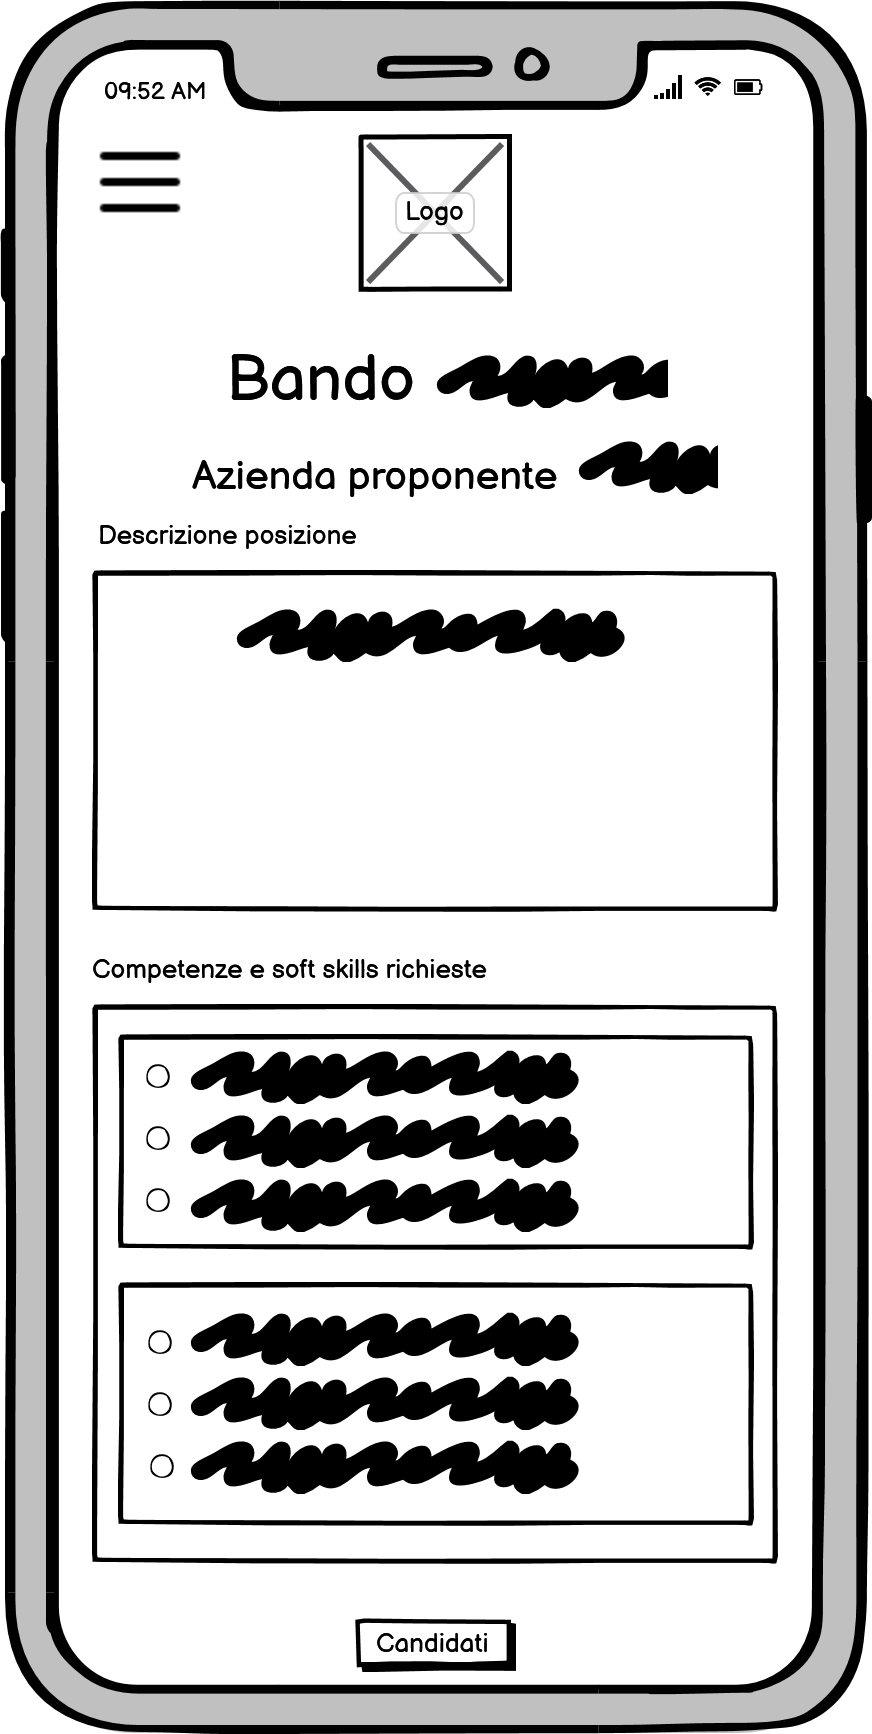 09:52 AM
Logo
Bando
Azienda proponente
Descrizione posizione
Competenze e soft skills richieste
Candidati